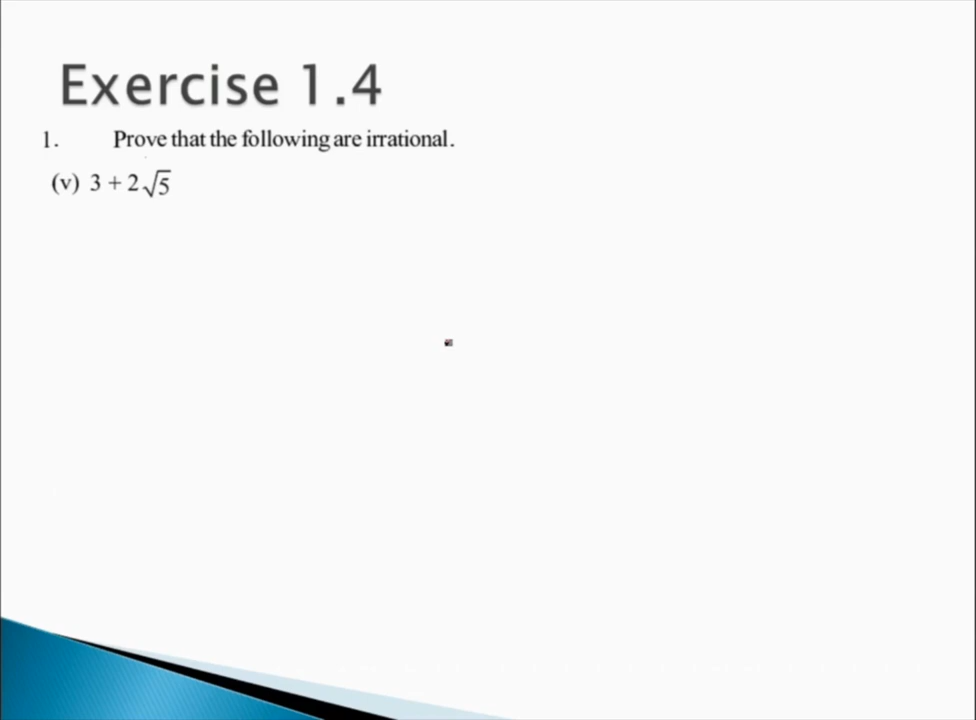 Exercise 1.4
1. Prove that the following are irrational.
(v) 3 + 2√5